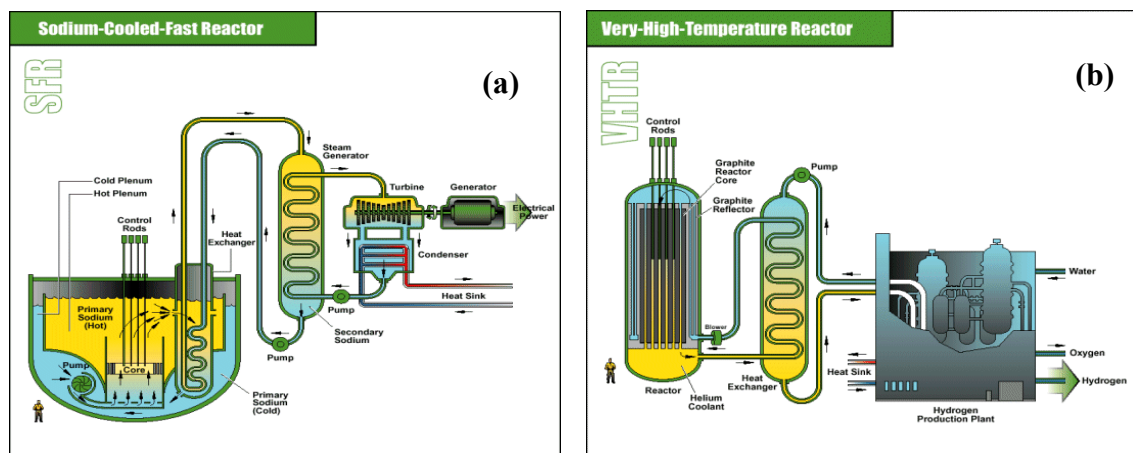 Sodium-Cooled-Fast Reactor
SFR
(a)
Cold Plenum
Hot Plenum
Control
Rods
Heat
Exchanger
Steam
Generator
Turbine
Generator
Electrical
Power
Condenser
Heat Sink
Pump
Secondary
Sodium
Pump
Primary
Sodium
(Hot)
Pump
Core
Primary
Sodium
(Cold)
Very-High-Temperature Reactor
VHTR
(b)
Control
Rods
Graphite
Reactor
Core
Graphite
Reflector
Pump
Blower
Water
Oxygen
Heat Sink
Hydrogen
Reactor
Heat
Exchanger
Helium
Coolant
Hydrogen
Production Plant